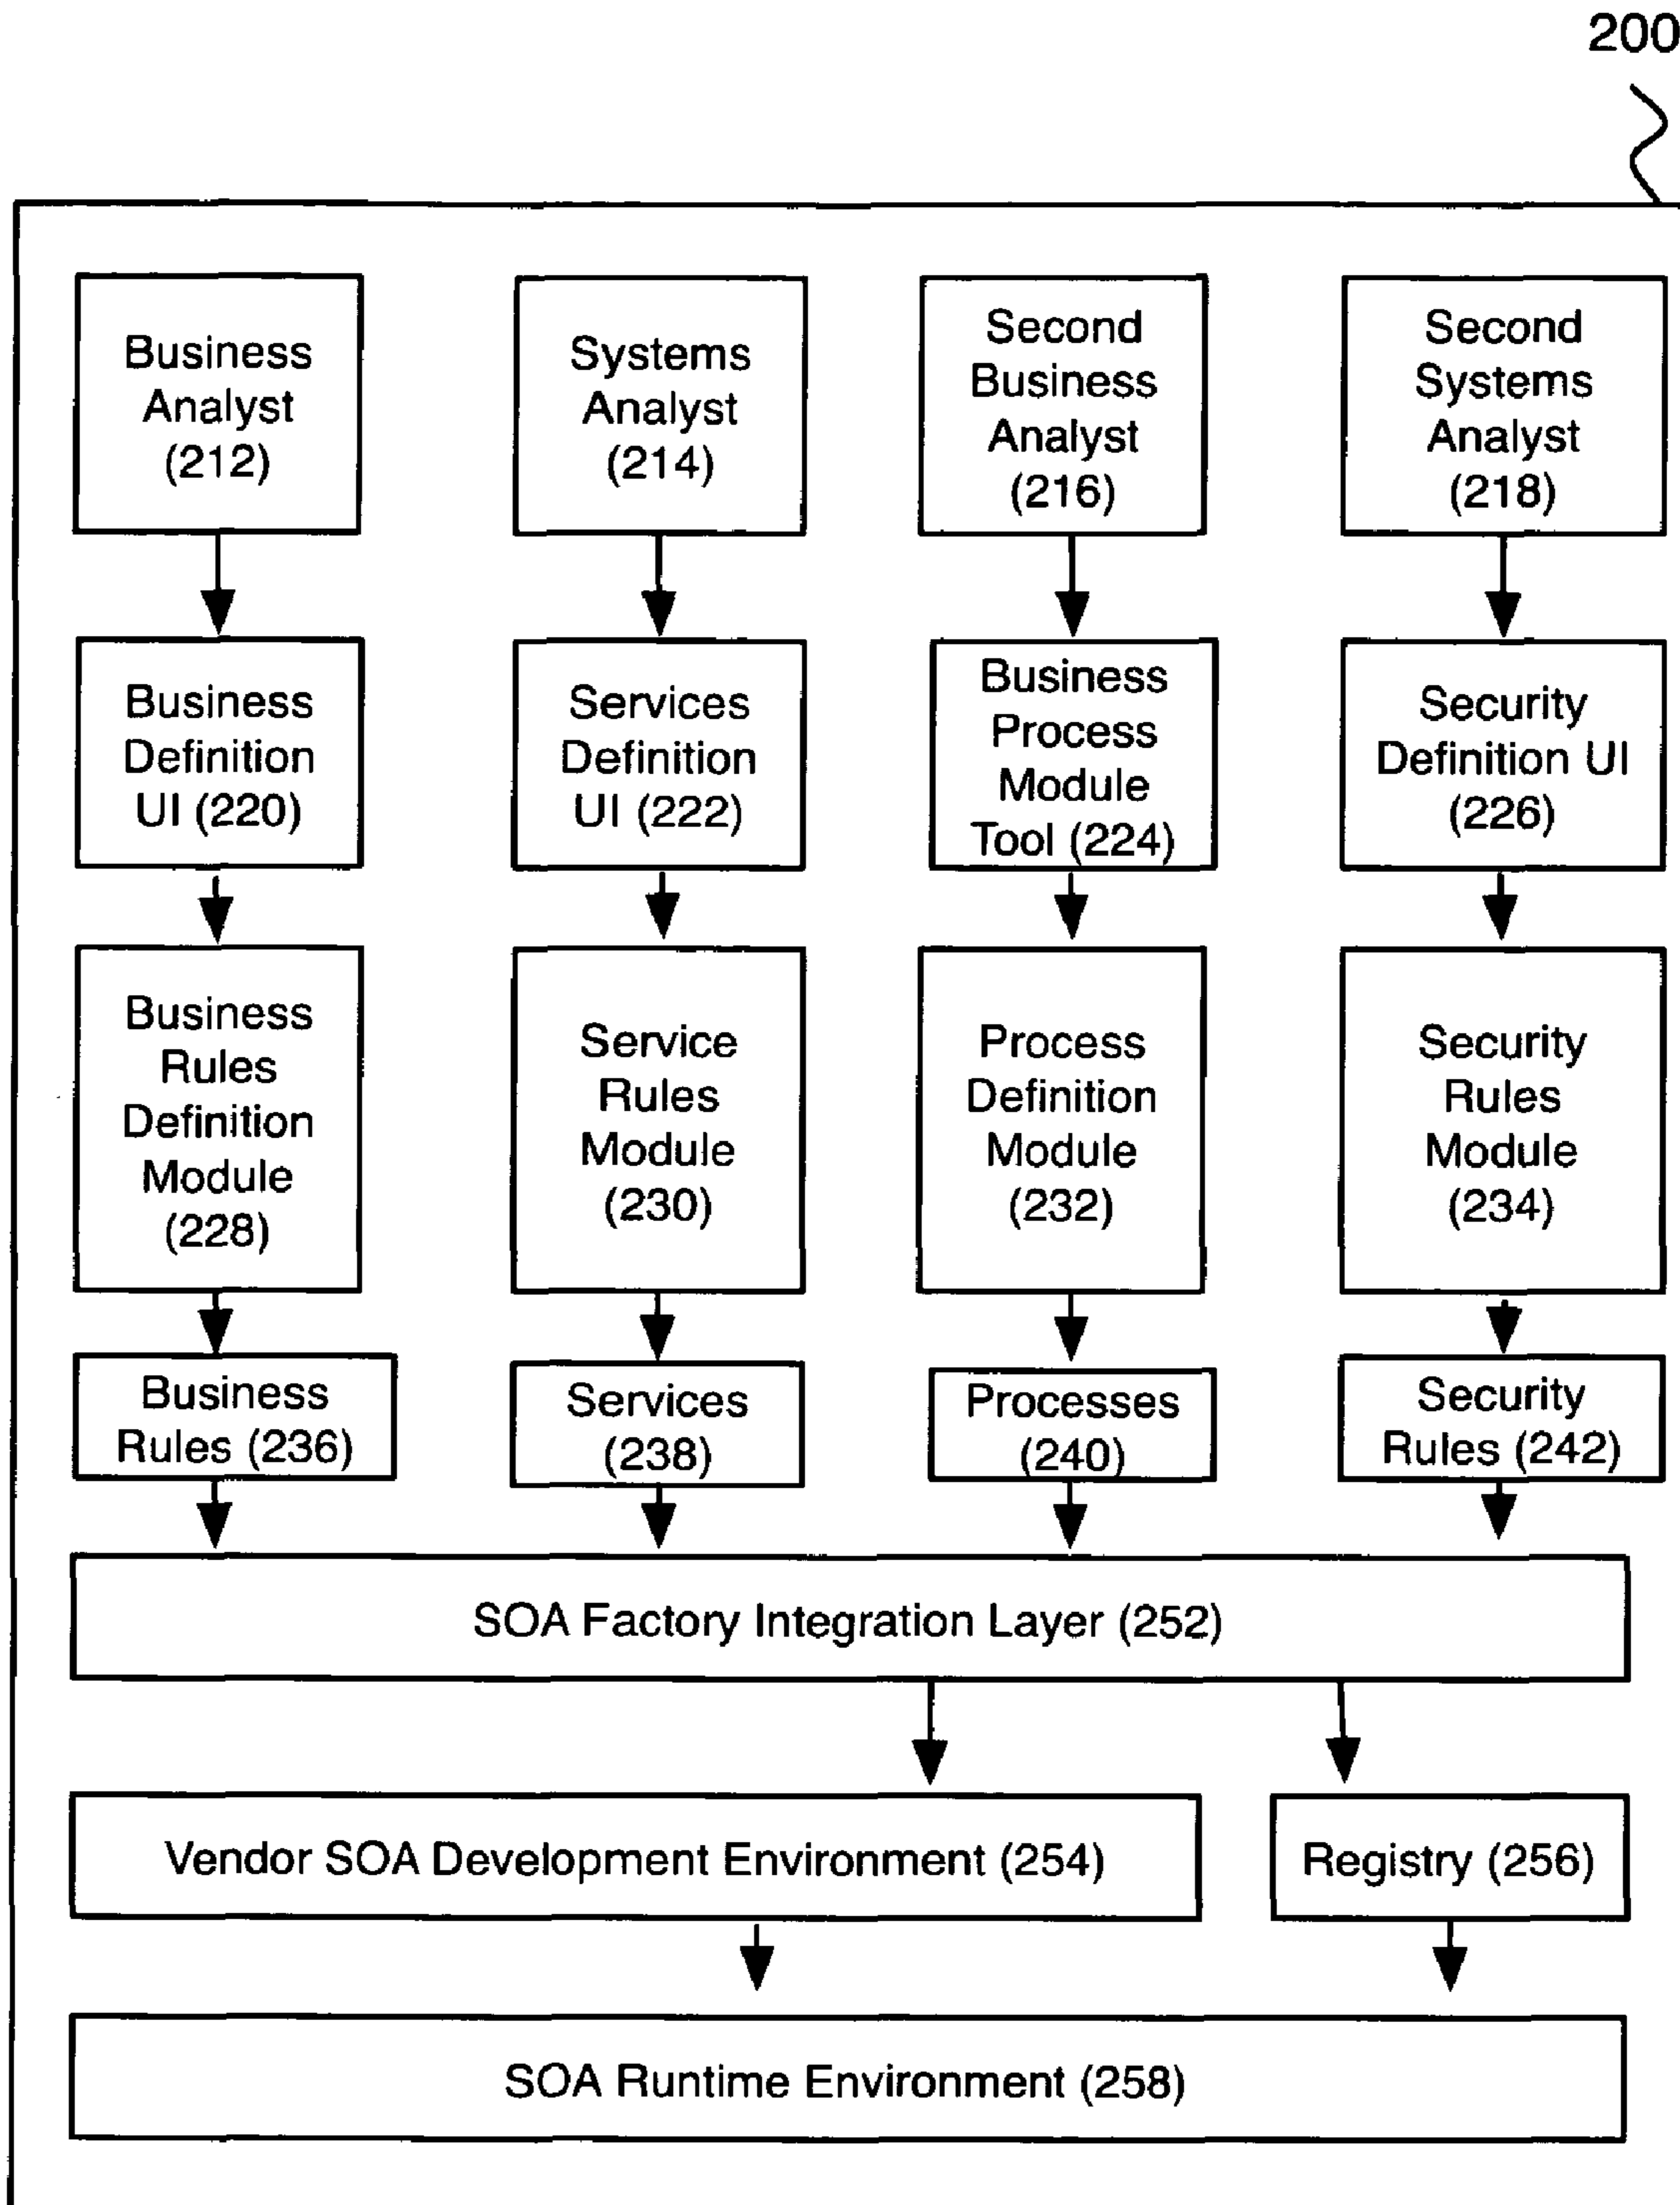 200
Business
Analyst
(212)
Systems
Analyst
(214)
Second
Business
Analyst
(216)
Second
Systems
Analyst
(218)
Business
Definition
UI (220)
Services
Definition
UI (222)
Business
Process
Module
Tool (224)
Security
Definition UI
(226)
Business
Rules
Definition
Module
(228)
Service
Rules
Module
(230)
Process
Definition
Module
(232)
Security
Rules
Module
(234)
Business
Rules (236)
Services
(238)
Processes
(240)
Security
Rules (242)
SOA Factory Integration Layer (252)
Vendor SOA Development Environment (254)
Registry (256)
SOA Runtime Environment (258)